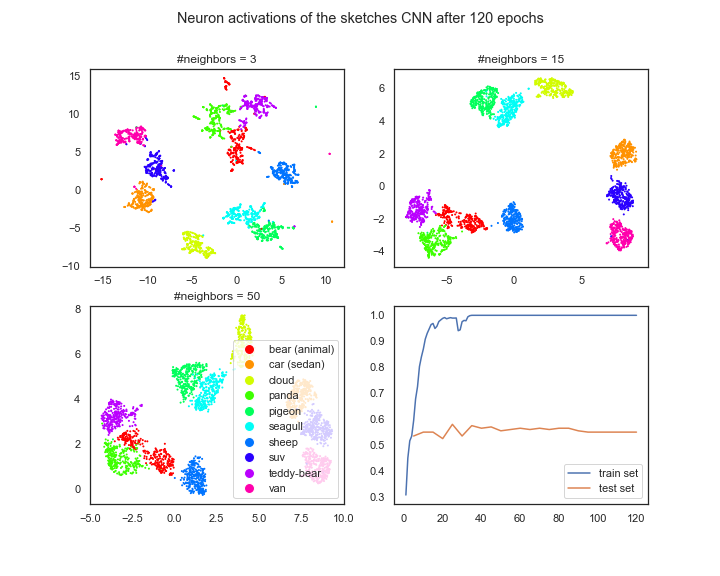 Neuron activations of the sketches CNN after 120 epochs
#neighbors = 3
15
10
5
0
−5
−10
−15 −10 −5 0 5 10
#neighbors = 15
6
4
2
0
−2
−4
−5 0 5
#neighbors = 50
8
6
4
2
0
−5.0 −2.5 0.0 2.5 5.0 7.5 10.0
bear (animal)
car (sedan)
cloud
panda
pigeon
seagull
sheep
suv
teddy-bear
van
1.0
0.9
0.8
0.7
0.6
0.5
0.4
0.3
0 20 40 60 80 100 120
train set
test set